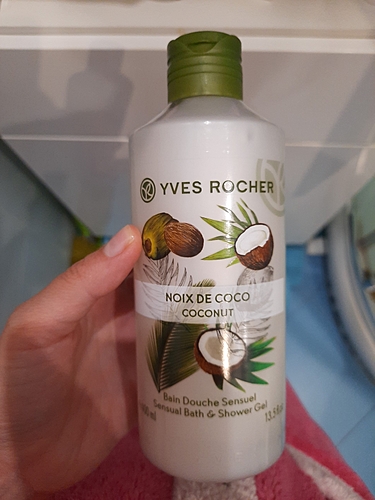 YVES ROCHER
NOIX DE COCO
COCONUT
Bain Douche Sensuel
Sensual Bath & Shower Gel